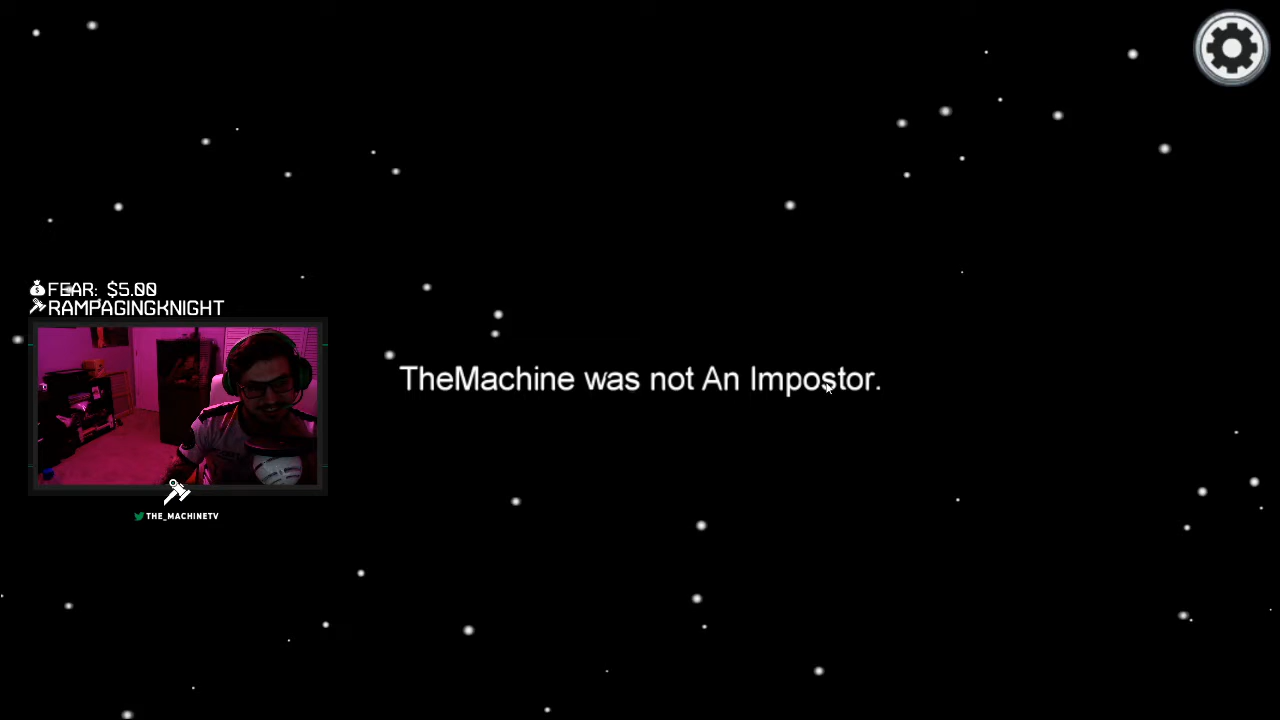 FEAR: $5.00
RAMPAGINGKNIGHT
TheMachine was not An Impostor.
THE_MACHINETV